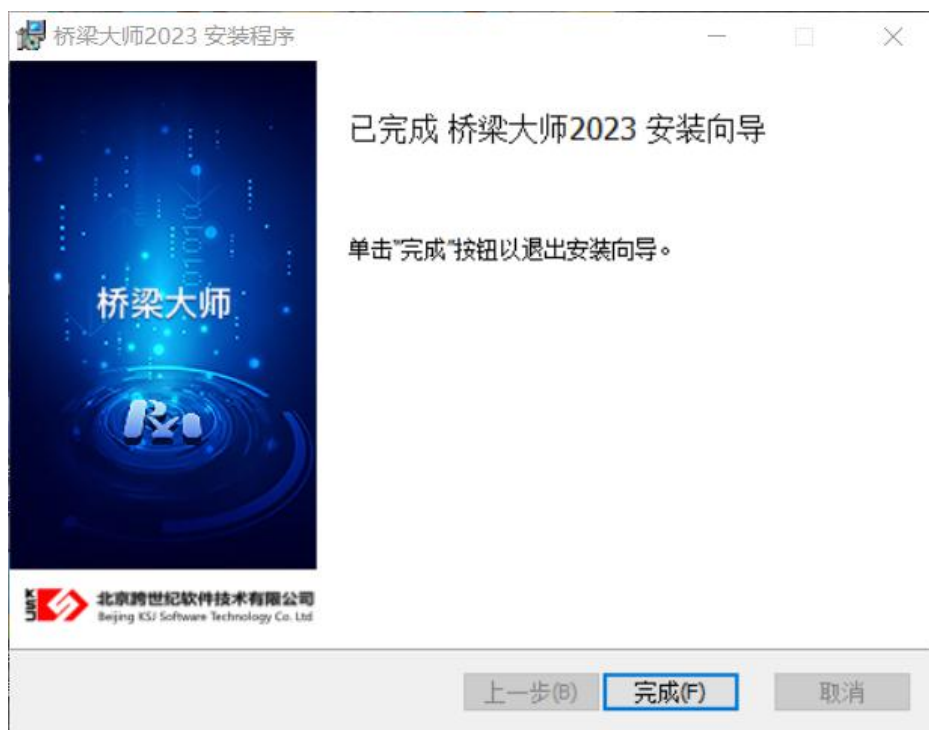 桥梁大师2023 安装程序
已完成 桥梁大师2023 安装向导
单击"完成"按钮以退出安装向导。
01010
桥梁大师
KSJ
北京跨世纪软件技术有限公司
Beijing KSJ Software Technology Co. Ltd
上一步(B)
完成(F)
取消